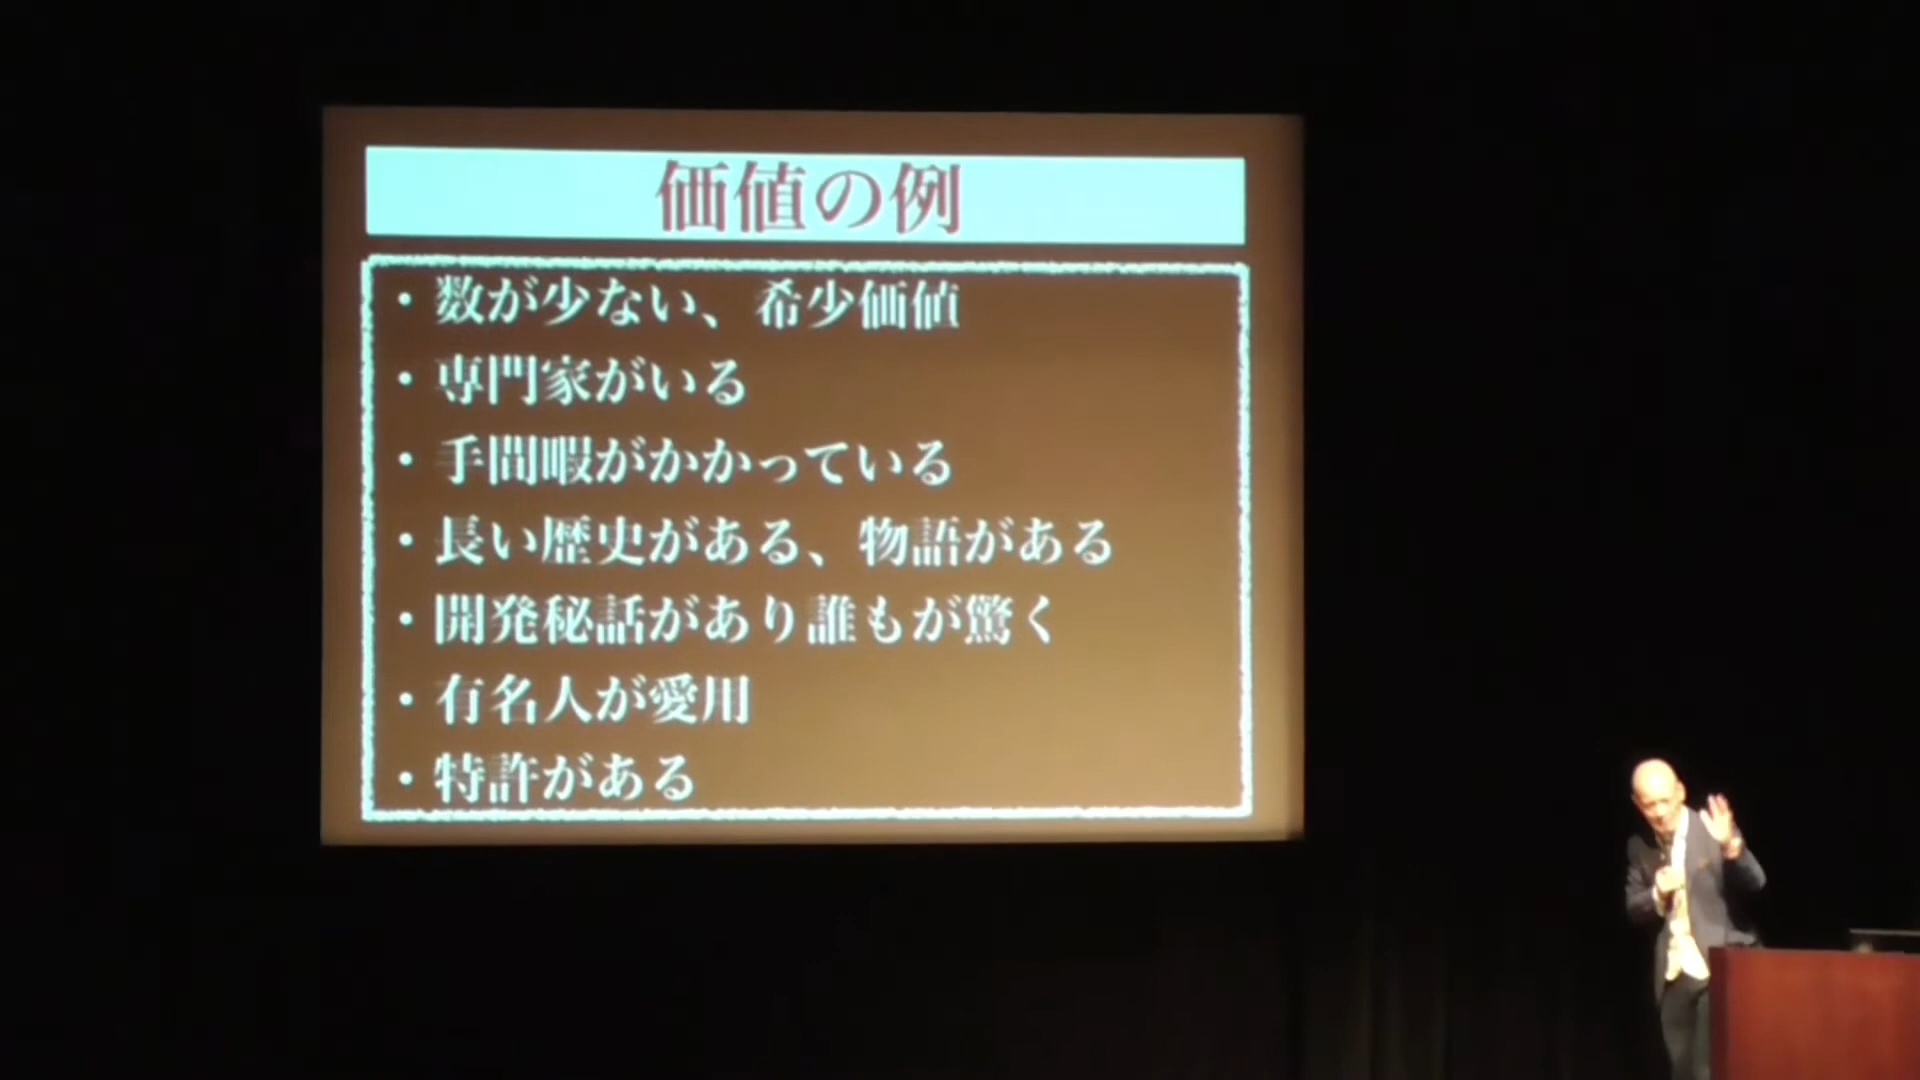 価値の例
・数が少ない、希少価値
・専門家がいる
・手間暇がかかっている
・長い歴史がある、物語がある
・開発秘話があり誰もが驚く
・有名人が愛用
・特許がある